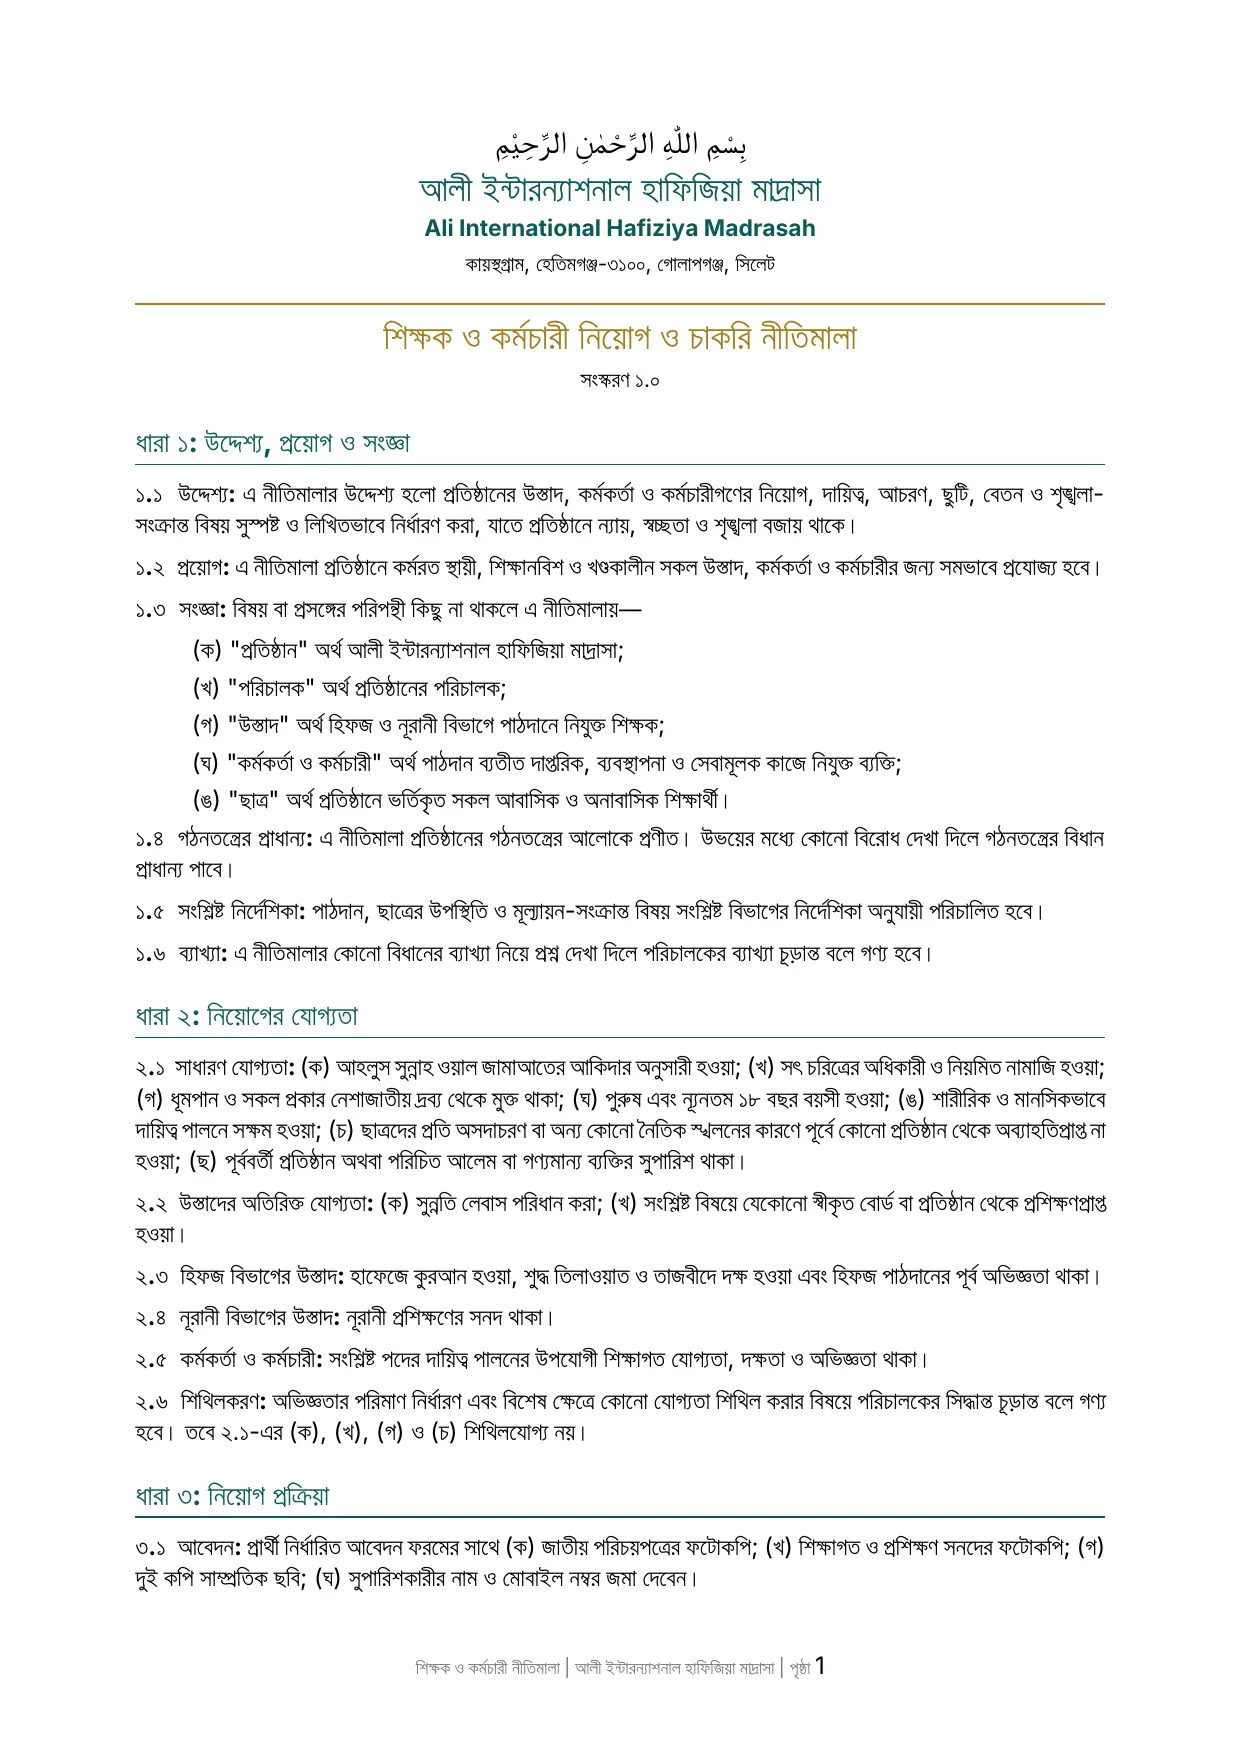 بِسْمِ اللّٰهِ الرَّحْمٰنِ الرَّحِيْمِ
আলী ইন্টারন্যাশনাল হাফিজিয়া মাদ্রাসা
Ali International Hafiziya Madrasah
কায়স্থগ্রাম, হেতিমগঞ্জ-৩১০০, গোলাপগঞ্জ, সিলেট
শিক্ষক ও কর্মচারী নিয়োগ ও চাকরি নীতিমালা
সংস্করণ ১.০
ধারা ১: উদ্দেশ্য, প্রয়োগ ও সংজ্ঞা
১.১ উদ্দেশ্য: এ নীতিমালার উদ্দেশ্য হলো প্রতিষ্ঠানের উস্তাদ, কর্মকর্তা ও কর্মচারীগণের নিয়োগ, দায়িত্ব, আচরণ, ছুটি, বেতন ও শৃঙ্খলা-
সংক্রান্ত বিষয় সুস্পষ্ট ও লিখিতভাবে নির্ধারণ করা, যাতে প্রতিষ্ঠানে ন্যায়, স্বচ্ছতা ও শৃঙ্খলা বজায় থাকে।
১.২ প্রয়োগ: এ নীতিমালা প্রতিষ্ঠানে কর্মরত স্থায়ী, শিক্ষানবিশ ও খণ্ডকালীন সকল উস্তাদ, কর্মকর্তা ও কর্মচারীর জন্য সমভাবে প্রযোজ্য হবে।
১.৩ সংজ্ঞা: বিষয় বা প্রসঙ্গের পরিপন্থী কিছু না থাকলে এ নীতিমালায়—
(ক) "প্রতিষ্ঠান" অর্থ আলী ইন্টারন্যাশনাল হাফিজিয়া মাদ্রাসা;
(খ) "পরিচালক" অর্থ প্রতিষ্ঠানের পরিচালক;
(গ) "উস্তাদ" অর্থ হিফজ ও নূরানী বিভাগে পাঠদানে নিযুক্ত শিক্ষক;
(ঘ) "কর্মকর্তা ও কর্মচারী" অর্থ পাঠদান ব্যতীত দাপ্তরিক, ব্যবস্থাপনা ও সেবামূলক কাজে নিযুক্ত ব্যক্তি;
(ঙ) "ছাত্র" অর্থ প্রতিষ্ঠানে ভর্তিকৃত সকল আবাসিক ও অনাবাসিক শিক্ষার্থী।
১.৪ গঠনতন্ত্রের প্রাধান্য: এ নীতিমালা প্রতিষ্ঠানের গঠনতন্ত্রের আলোকে প্রণীত। উভয়ের মধ্যে কোনো বিরোধ দেখা দিলে গঠনতন্ত্রের বিধান
প্রাধান্য পাবে।
১.৫ সংশ্লিষ্ট নির্দেশিকা: পাঠদান, ছাত্রের উপস্থিতি ও মূল্যায়ন-সংক্রান্ত বিষয় সংশ্লিষ্ট বিভাগের নির্দেশিকা অনুযায়ী পরিচালিত হবে।
১.৬ ব্যাখ্যা: এ নীতিমালার কোনো বিধানের ব্যাখ্যা নিয়ে প্রশ্ন দেখা দিলে পরিচালকের ব্যাখ্যা চূড়ান্ত বলে গণ্য হবে।
ধারা ২: নিয়োগের যোগ্যতা
২.১ সাধারণ যোগ্যতা: (ক) আহলুস সুন্নাহ ওয়াল জামাআতের আকিদার অনুসারী হওয়া; (খ) সৎ চরিত্রের অধিকারী ও নিয়মিত নামাজি হওয়া;
(গ) ধূমপান ও সকল প্রকার নেশাজাতীয় দ্রব্য থেকে মুক্ত থাকা; (ঘ) পুরুষ এবং ন্যূনতম ১৮ বছর বয়সী হওয়া; (ঙ) শারীরিক ও মানসিকভাবে
দায়িত্ব পালনে সক্ষম হওয়া; (চ) ছাত্রদের প্রতি অসদাচরণ বা অন্য কোনো নৈতিক স্খলনের কারণে পূর্বে কোনো প্রতিষ্ঠান থেকে অব্যাহতিপ্রাপ্ত না
হওয়া; (ছ) পূর্ববর্তী প্রতিষ্ঠান অথবা পরিচিত আলেম বা গণ্যমান্য ব্যক্তির সুপারিশ থাকা।
২.২ উস্তাদের অতিরিক্ত যোগ্যতা: (ক) সুন্নতি লেবাস পরিধান করা; (খ) সংশ্লিষ্ট বিষয়ে যেকোনো স্বীকৃত বোর্ড বা প্রতিষ্ঠান থেকে প্রশিক্ষণপ্রাপ্ত
হওয়া।
২.৩ হিফজ বিভাগের উস্তাদ: হাফেজে কুরআন হওয়া, শুদ্ধ তিলাওয়াত ও তাজবীদে দক্ষ হওয়া এবং হিফজ পাঠদানের পূর্ব অভিজ্ঞতা থাকা।
২.৪ নূরানী বিভাগের উস্তাদ: নূরানী প্রশিক্ষণের সনদ থাকা।
২.৫ কর্মকর্তা ও কর্মচারী: সংশ্লিষ্ট পদের দায়িত্ব পালনের উপযোগী শিক্ষাগত যোগ্যতা, দক্ষতা ও অভিজ্ঞতা থাকা।
২.৬ শিথিলকরণ: অভিজ্ঞতার পরিমাণ নির্ধারণ এবং বিশেষ ক্ষেত্রে কোনো যোগ্যতা শিথিল করার বিষয়ে পরিচালকের সিদ্ধান্ত চূড়ান্ত বলে গণ্য
হবে। তবে ২.১-এর (ক), (খ), (গ) ও (চ) শিথিলযোগ্য নয়।
ধারা ৩: নিয়োগ প্রক্রিয়া
৩.১ আবেদন: প্রার্থী নির্ধারিত আবেদন ফরমের সাথে (ক) জাতীয় পরিচয়পত্রের ফটোকপি; (খ) শিক্ষাগত ও প্রশিক্ষণ সনদের ফটোকপি; (গ)
দুই কপি সাম্প্রতিক ছবি; (ঘ) সুপারিশকারীর নাম ও মোবাইল নম্বর জমা দেবেন।
শিক্ষক ও কর্মচারী নীতিমালা | আলী ইন্টারন্যাশনাল হাফিজিয়া মাদ্রাসা | পৃষ্ঠা 1